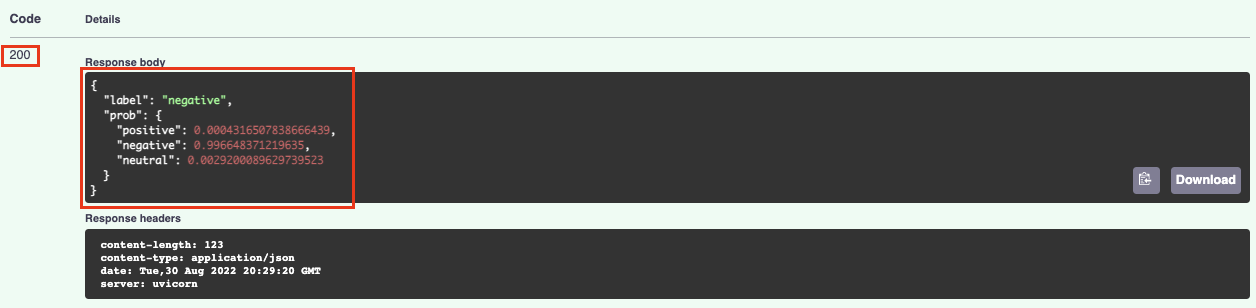 Code Details
200
Response body
{
  "label": "negative",
  "prob": {
    "positive": 0.0004316507838666439,
    "negative": 0.996648371219635,
    "neutral": 0.0029200089629739523
  }
}
Download
Response headers
content-length: 123
content-type: application/json
date: Tue,30 Aug 2022 20:29:20 GMT
server: uvicorn